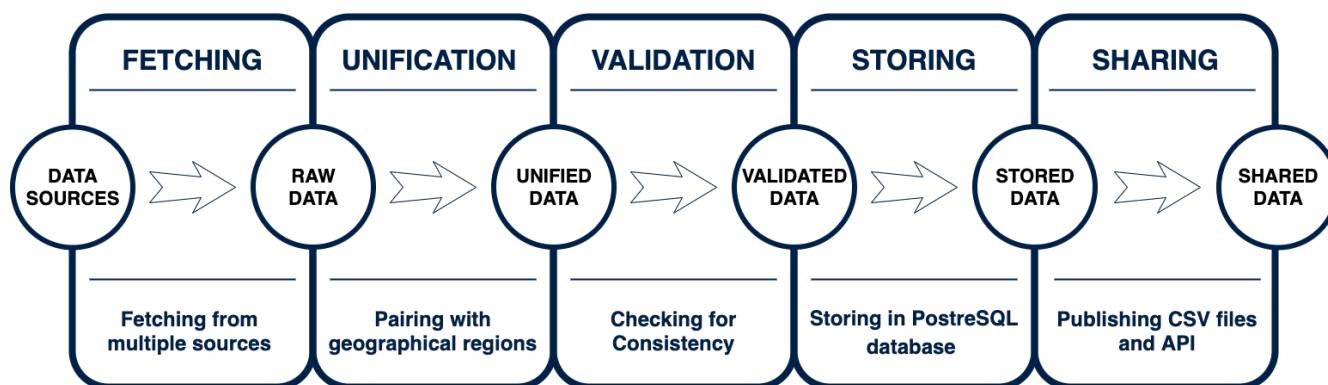 FETCHING
UNIFICATION
VALIDATION
STORING
SHARING
DATA
SOURCES
RAW
DATA
UNIFIED
DATA
VALIDATED
DATA
STORED
DATA
SHARED
DATA
Fetching from
multiple sources
Pairing with
geographical regions
Checking for
Consistency
Storing in PostreSQL
database
Publishing CSV files
and API